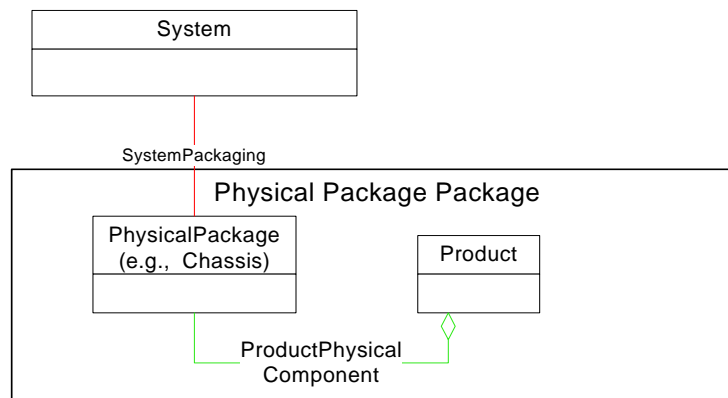 System
SystemPackaging
Physical Package Package
PhysicalPackage
(e.g., Chassis)
Product
ProductPhysical
Component